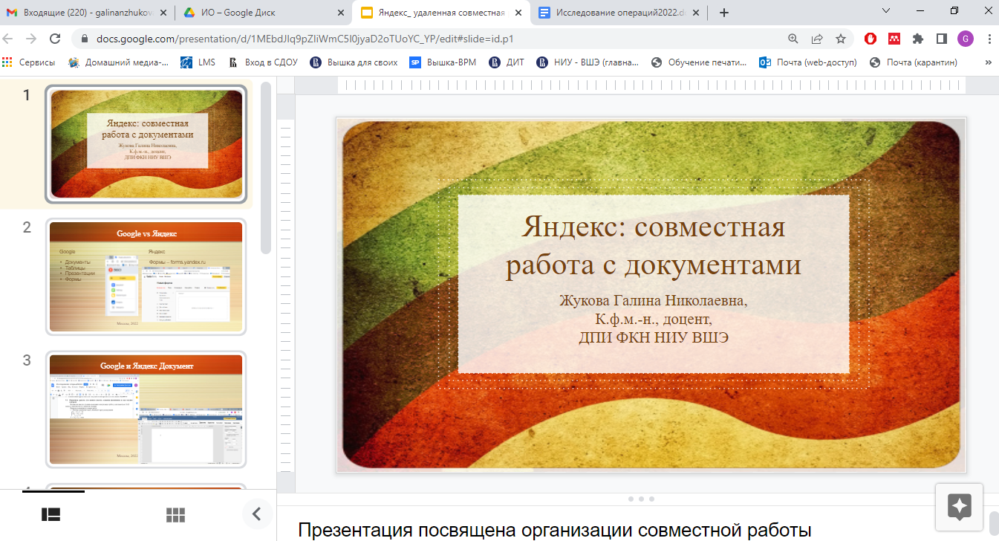 Входящие (220) - galinanzhukov
ИО – Google Диск
Яндекс_ удаленная совместная
Исследование операций2022.d
docs.google.com/presentation/d/1MEbdJlq9pZIiWmC5I0jyaD2oTUoYC_YP/edit#slide=id.p1
G
Сервисы
Домашний медиа-...
LMS
Вход в СДОУ
Вышка для своих
SP Вышка-BPM
ДИТ
НИУ - ВШЭ (главна...
Обучение печати...
Почта (web-доступ)
Почта (карантин)
»
1
Яндекс: совместная
работа с документами
Жукова Галина Николаевна,
К.ф.м.-н., доцент,
ДПИ ФКН НИУ ВШЭ
2
Google vs Яндекс
Google
Яндекс
Документы
Таблицы
Презентации
Формы
Формы – forms.yandex.ru
Москва, 2022
3
Google и Яндекс Документ
Москва, 2022
Яндекс: совместная
работа с документами
Жукова Галина Николаевна,
К.ф.м.-н., доцент,
ДПИ ФКН НИУ ВШЭ
Презентация посвящена организации совместной работы